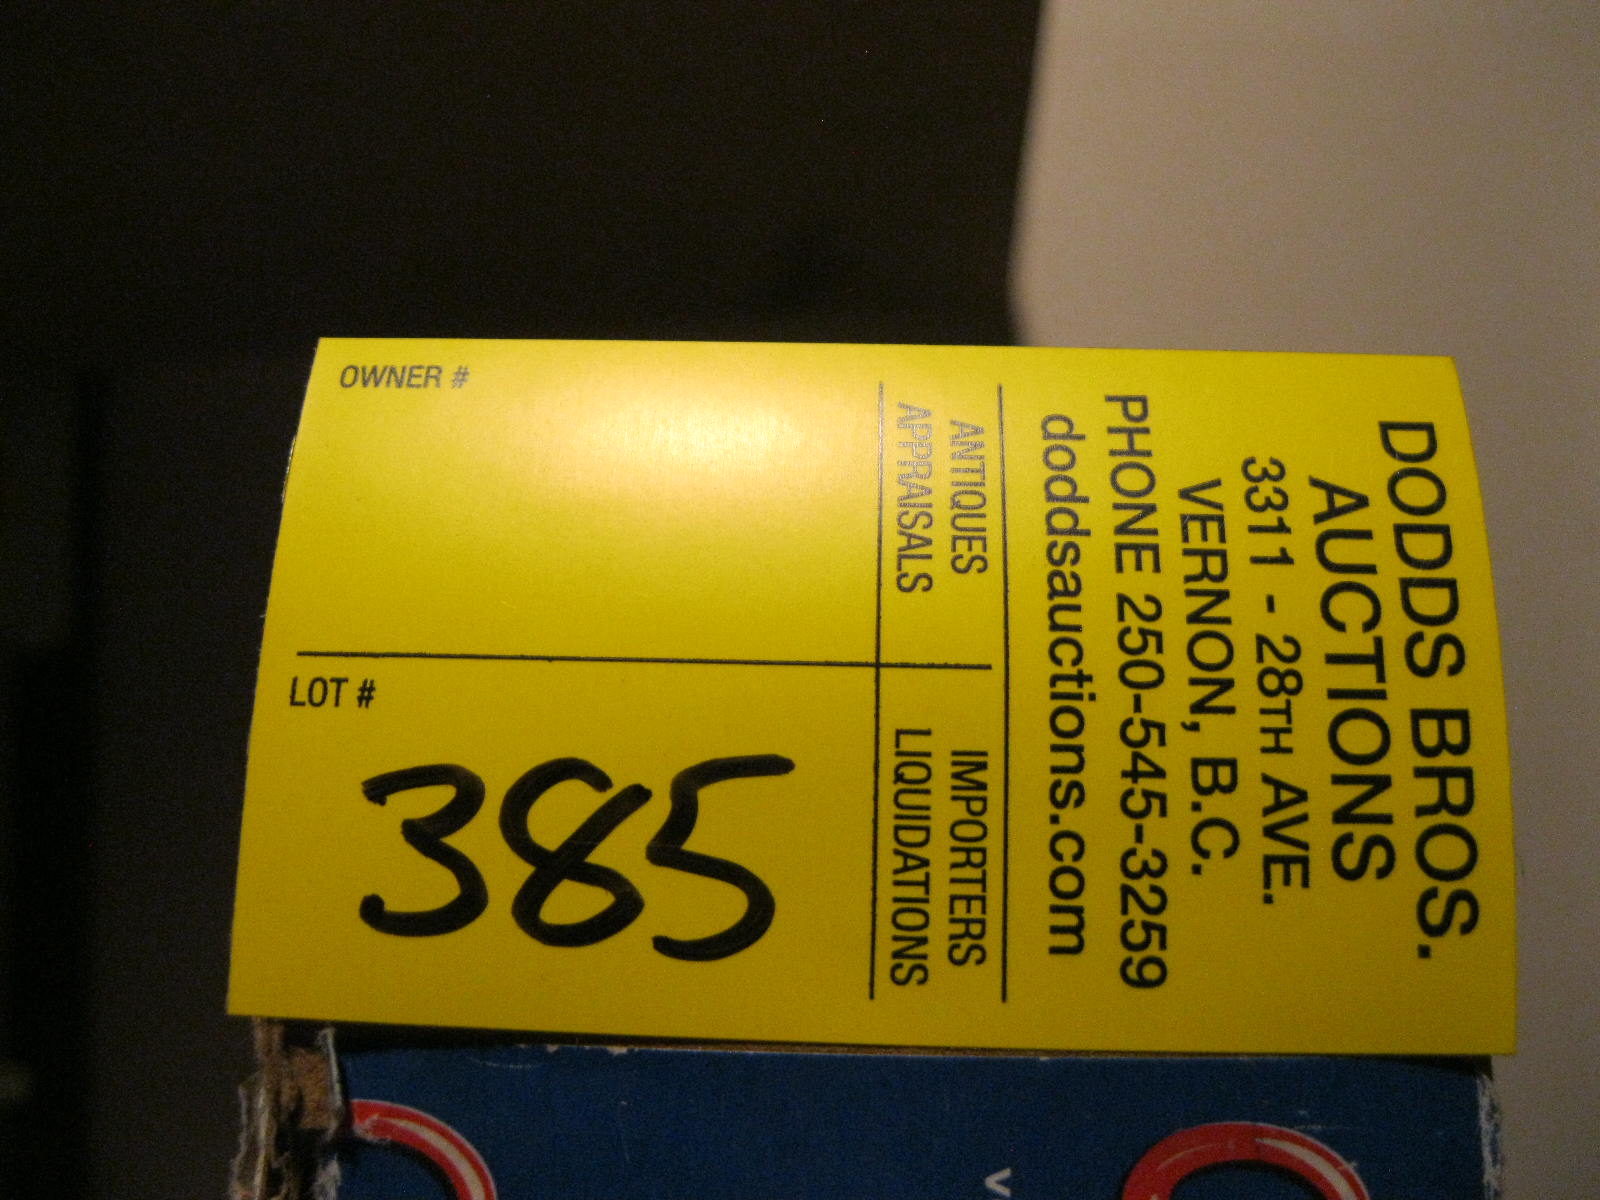 DODDS BROS.
AUCTIONS
3311 - 28TH AVE.
VERNON, B.C.
PHONE 250-545-3259
doddsauctions.com
ANTIQUES
APPRAISALS
IMPORTERS
LIQUIDATIONS
OWNER #
LOT #
385